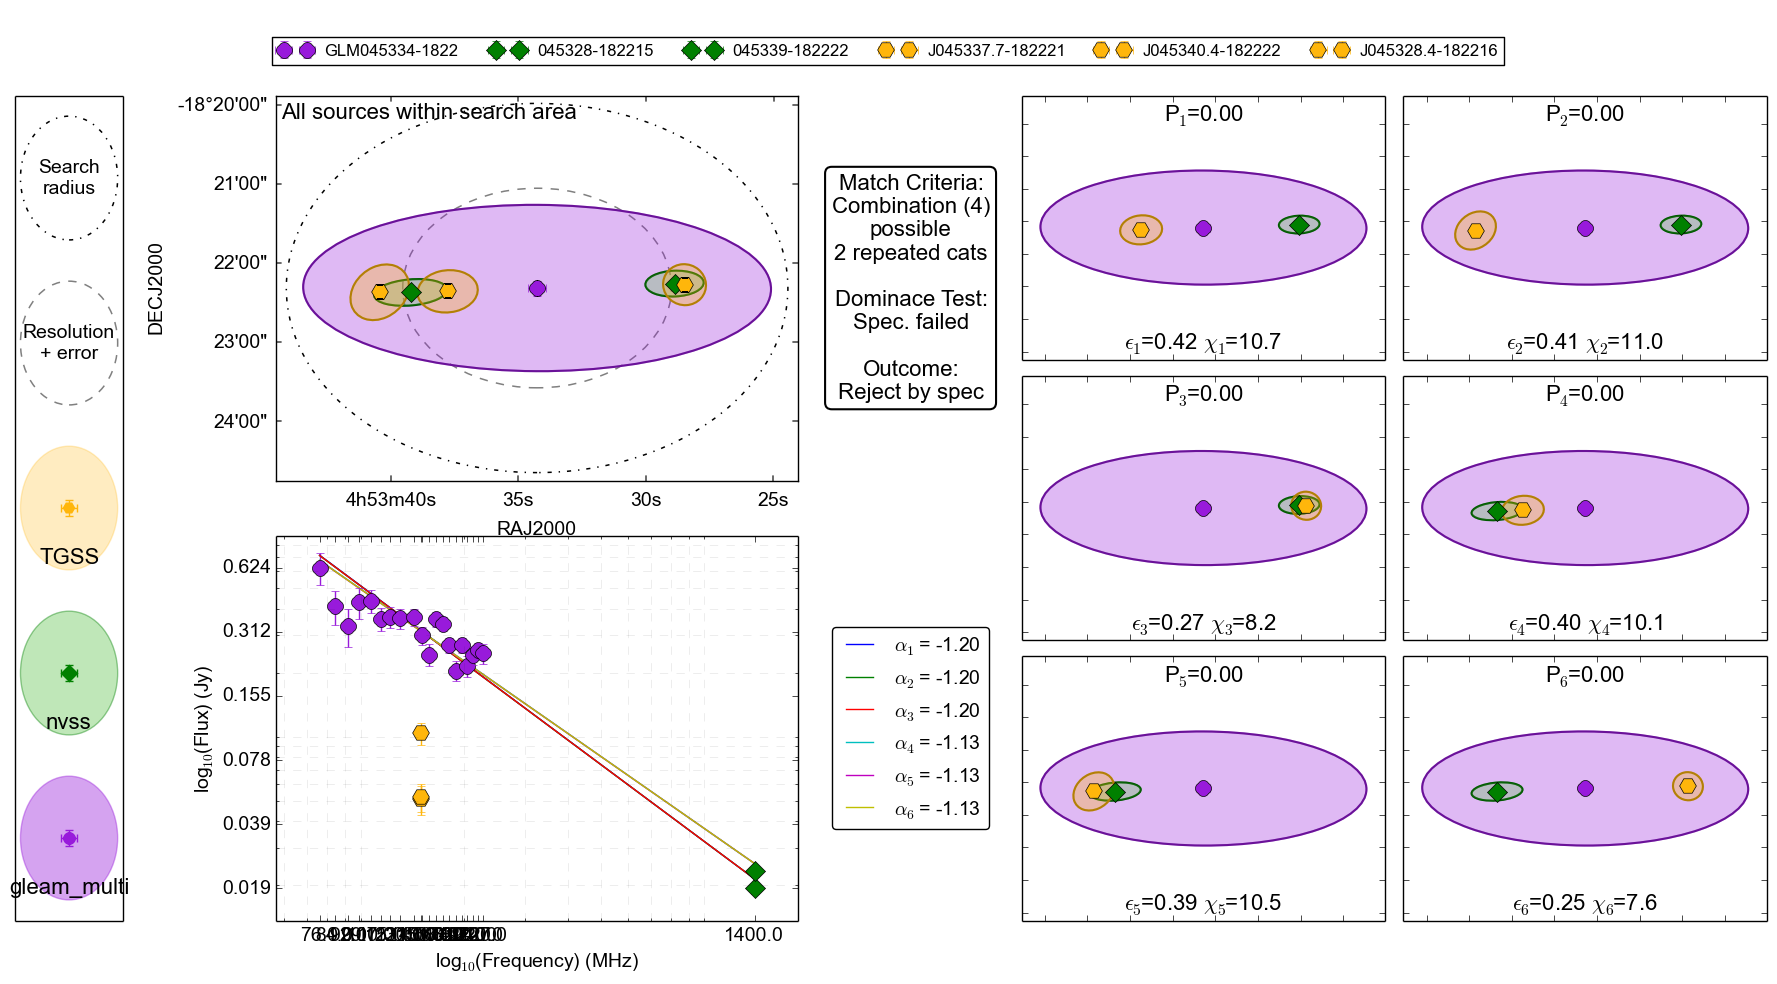 GLM045334-1822
045328-182215
045339-182222
J045337.7-182221
J045340.4-182222
J045328.4-182216
Search
radius
Resolution
+ error
TGSS
nvss
gleam_multi
All sources within search area
-18°20'00"
21'00"
22'00"
23'00"
24'00"
DECJ2000
4h53m40s
35s
30s
25s
RAJ2000
Match Criteria:
Combination (4)
possible
2 repeated cats
Dominace Test:
Spec. failed
Outcome:
Reject by spec
0.624
0.312
0.155
0.078
0.039
0.019
log10(Flux) (Jy)
1400.0
log10(Frequency) (MHz)
α1 = -1.20
α2 = -1.20
α3 = -1.20
α4 = -1.13
α5 = -1.13
α6 = -1.13
P1=0.00
ϵ1=0.42 χ1=10.7
P2=0.00
ϵ2=0.41 χ2=11.0
P3=0.00
ϵ3=0.27 χ3=8.2
P4=0.00
ϵ4=0.40 χ4=10.1
P5=0.00
ϵ5=0.39 χ5=10.5
P6=0.00
ϵ6=0.25 χ6=7.6